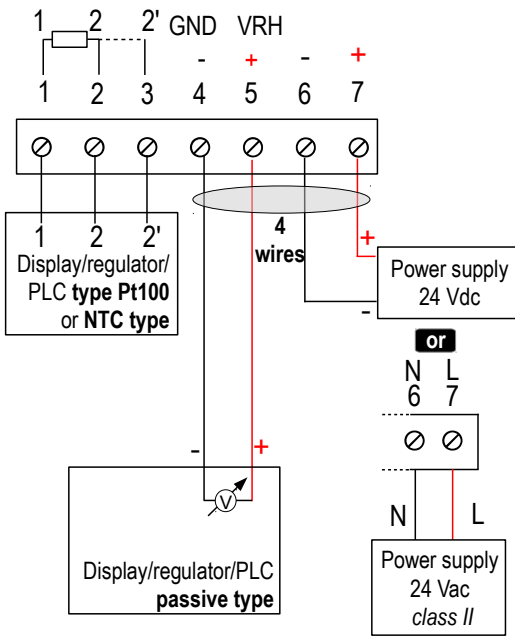 1 2 2' GND VRH
- + - +
1 2 3 4 5 6 7
1 2 2'
4
wires
Display/regulator/
PLC type Pt100
or NTC type
+
Power supply
24 Vdc
-
or
N L
6 7
- +
V
N L
Display/regulator/PLC
passive type
Power supply
24 Vac
class II